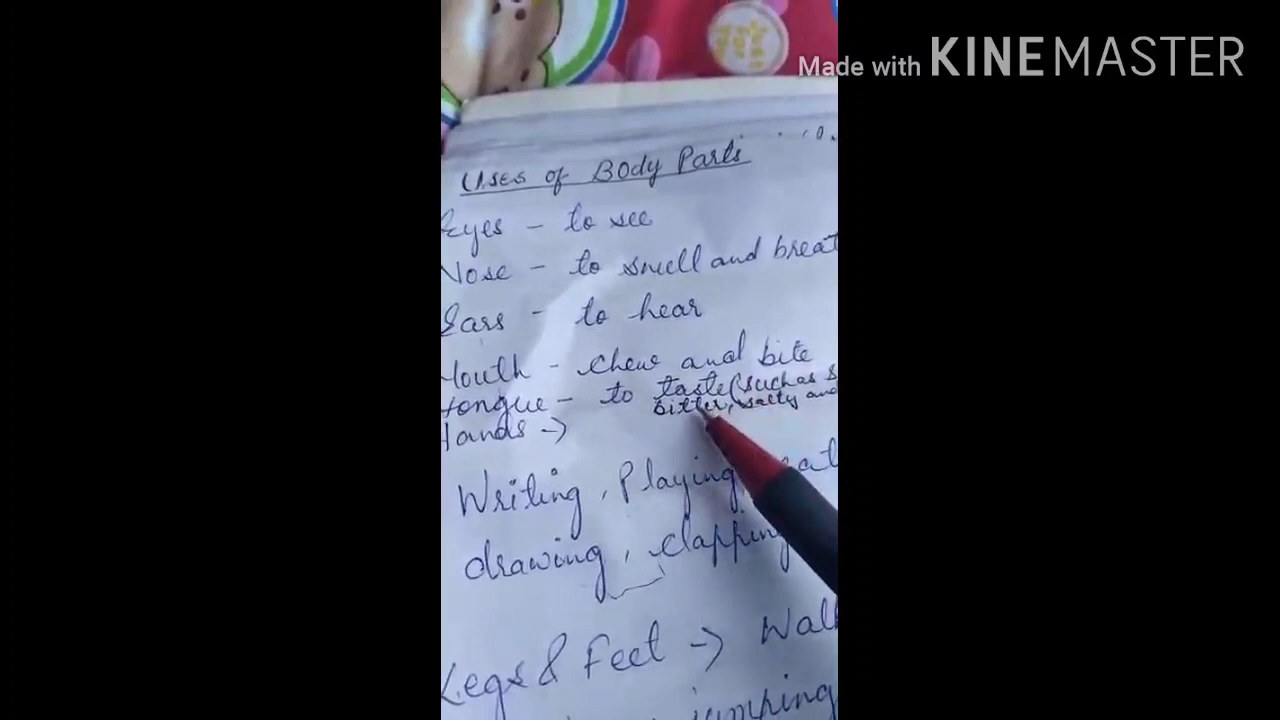 Made with KINEMASTER
Uses of Body Parts
Eyes - to see
Nose - to smell and breat
Ears - to hear
Mouth - chew and bite
tongue - to taste (such as s
bitter, salty and
Hands ->
Writing, Playing, eat
drawing, clapping
Legs & Feet -> Wal
jumping